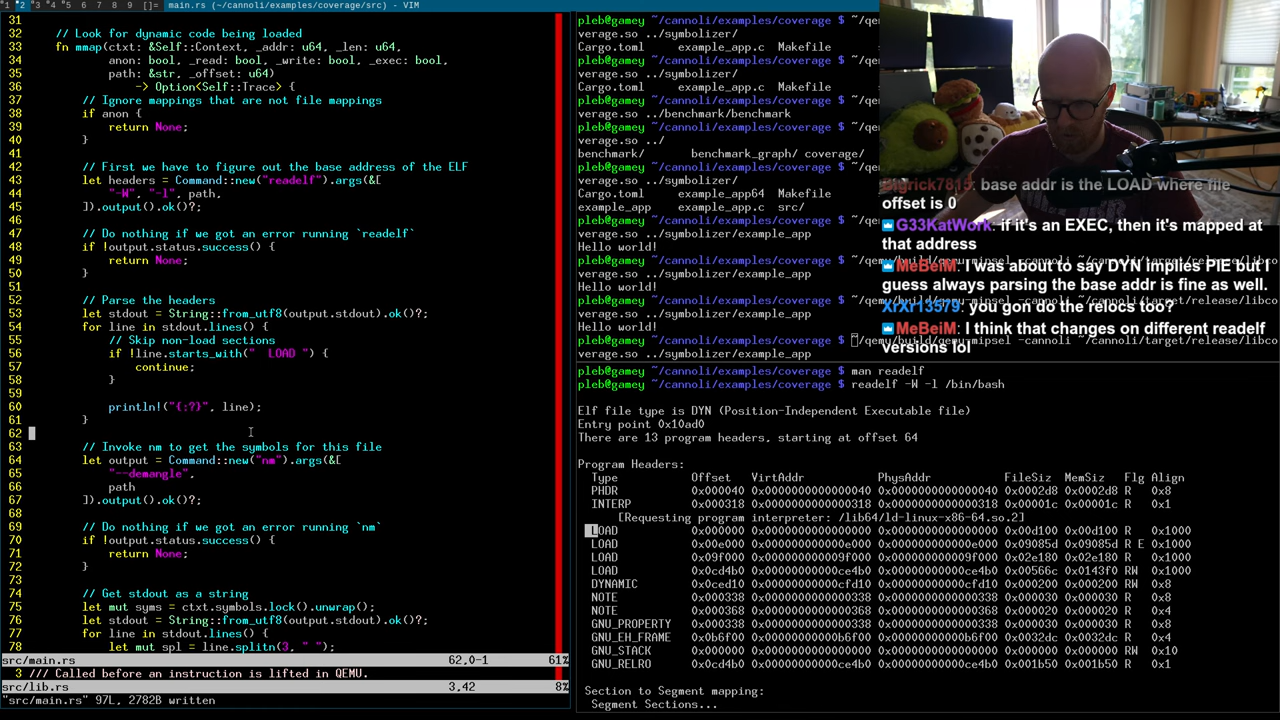 *1 *2 *3 *4 *5 6 7 8 9 []= main.rs (~/cannoli/examples/coverage/src) - VIM
31
32 // Look for dynamic code being loaded
33 fn mmap(ctxt: &Self::Context, _addr: u64, _len: u64,
34 anon: bool, _read: bool, _write: bool, _exec: bool,
35 path: &str, _offset: u64)
36 -> Option<Self::Trace> {
37 // Ignore mappings that are not file mappings
38 if anon {
39 return None;
40 }
41
42 // First we have to figure out the base address of the ELF
43 let headers = Command::new("readelf").args(&[
44 "-W", "-l", path,
45 ]).output().ok()?;
46
47 // Do nothing if we got an error running `readelf`
48 if !output.status.success() {
49 return None;
50 }
51
52 // Parse the headers
53 let stdout = String::from_utf8(output.stdout).ok()?;
54 for line in stdout.lines() {
55 // Skip non-load sections
56 if !line.starts_with("  LOAD ") {
57 continue;
58 }
59
60 println!("{:?}", line);
61 }
62
63 // Invoke nm to get the symbols for this file
64 let output = Command::new("nm").args(&[
65 "--demangle",
66 path
67 ]).output().ok()?;
68
69 // Do nothing if we got an error running `nm`
70 if !output.status.success() {
71 return None;
72 }
73
74 // Get stdout as a string
75 let mut syms = ctxt.symbols.lock().unwrap();
76 let stdout = String::from_utf8(output.stdout).ok()?;
77 for line in stdout.lines() {
78 let mut spl = line.splitn(3, " ");
src/main.rs 62,0-1 61%
3 /// Called before an instruction is lifted in QEMU.
src/lib.rs 3,42 8%
"src/main.rs" 97L, 2782B written
pleb@gamey ~/cannoli/examples/coverage $ ~/q
verage.so ../symbolizer/
Cargo.toml example_app.c Makefile
pleb@gamey ~/cannoli/examples/coverage $ ~/q
verage.so ../symbolizer/
Cargo.toml example_app.c Makefile
pleb@gamey ~/cannoli/examples/coverage $ ~/q
verage.so ../benchmark/benchmark
pleb@gamey ~/cannoli/examples/coverage $ ~/q
verage.so ../
benchmark/ benchmark_graph/ coverage/
pleb@gamey ~/cannoli/examples/coverage $ ~/q
verage.so ../symbolizer/
Cargo.toml example_app64 Makefile
example_app example_app.c src/
pleb@gamey ~/cannoli/examples/coverage $
verage.so ../symbolizer/example_app
Hello world!
pleb@gamey ~/cannoli/examples/coverage $
verage.so ../symbolizer/example_app
Hello world!
pleb@gamey ~/cannoli/examples/coverage $
verage.so ../symbolizer/example_app
Hello world!
pleb@gamey ~/cannoli/examples/coverage $ ~/qemu/build/qemu-mipsel -cannoli ~/cannoli/target/release/libco
verage.so ../symbolizer/example_app
bigrick7815: base addr is the LOAD where file
offset is 0
G33KatWork: if it's an EXEC, then it's mapped at
that address
MeBeiM: I was about to say DYN implies PIE but I
guess always parsing the base addr is fine as well.
XrXr13579: you gon do the relocs too?
MeBeiM: I think that changes on different readelf
versions lol
pleb@gamey ~/cannoli/examples/coverage $ man readelf
pleb@gamey ~/cannoli/examples/coverage $ readelf -W -l /bin/bash
Elf file type is DYN (Position-Independent Executable file)
Entry point 0x10ad0
There are 13 program headers, starting at offset 64
Program Headers:
Type Offset VirtAddr PhysAddr FileSiz MemSiz Flg Align
PHDR 0x000040 0x0000000000000040 0x0000000000000040 0x0002d8 0x0002d8 R 0x8
INTERP 0x000318 0x0000000000000318 0x0000000000000318 0x00001c 0x00001c R 0x1
[Requesting program interpreter: /lib64/ld-linux-x86-64.so.2]
LOAD 0x000000 0x0000000000000000 0x0000000000000000 0x00d100 0x00d100 R 0x1000
LOAD 0x00e000 0x000000000000e000 0x000000000000e000 0x09085d 0x09085d R E 0x1000
LOAD 0x09f000 0x000000000009f000 0x000000000009f000 0x02e180 0x02e180 R 0x1000
LOAD 0x0cd4b0 0x00000000000ce4b0 0x00000000000ce4b0 0x00566c 0x0143f0 RW 0x1000
DYNAMIC 0x0ced10 0x00000000000cfd10 0x00000000000cfd10 0x000200 0x000200 RW 0x8
NOTE 0x000338 0x0000000000000338 0x0000000000000338 0x000030 0x000030 R 0x8
NOTE 0x000368 0x0000000000000368 0x0000000000000368 0x000020 0x000020 R 0x4
GNU_PROPERTY 0x000338 0x0000000000000338 0x0000000000000338 0x000030 0x000030 R 0x8
GNU_EH_FRAME 0x0b6f00 0x00000000000b6f00 0x00000000000b6f00 0x0032dc 0x0032dc R 0x4
GNU_STACK 0x000000 0x0000000000000000 0x0000000000000000 0x000000 0x000000 RW 0x10
GNU_RELRO 0x0cd4b0 0x00000000000ce4b0 0x00000000000ce4b0 0x001b50 0x001b50 R 0x1
Section to Segment mapping:
Segment Sections...